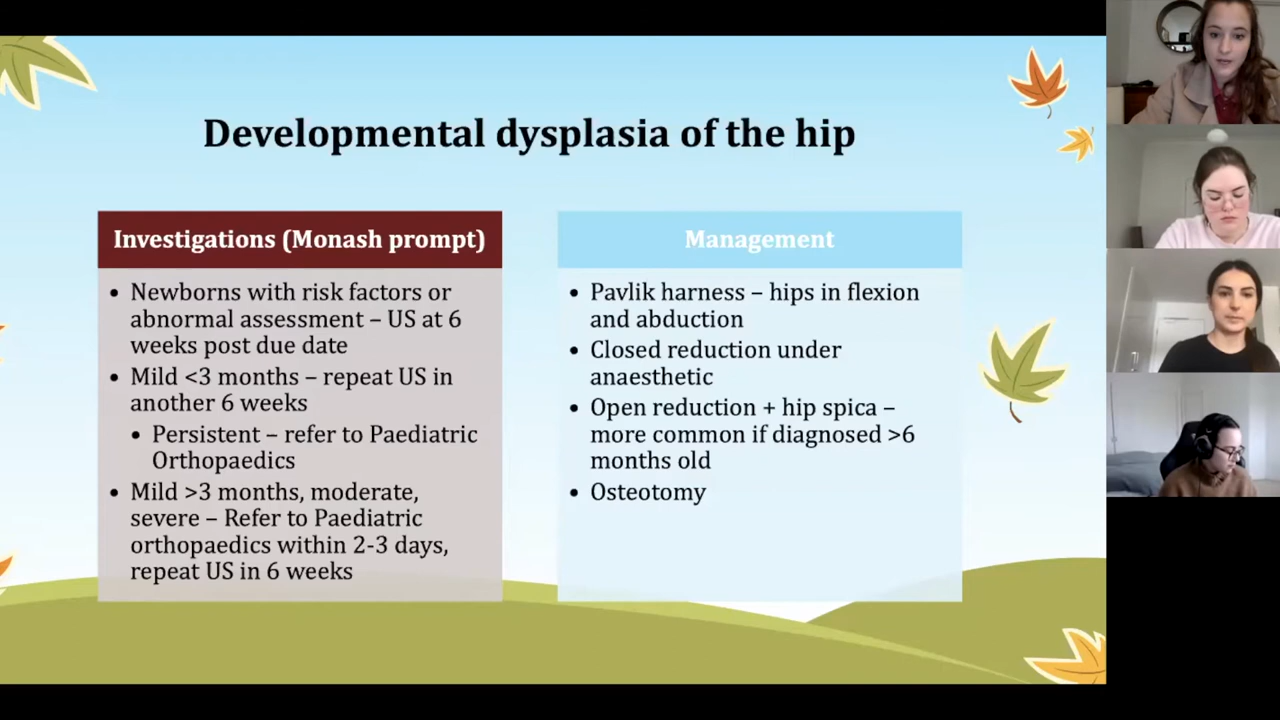 Developmental dysplasia of the hip
Investigations (Monash prompt)
• Newborns with risk factors or
abnormal assessment – US at 6
weeks post due date
• Mild <3 months – repeat US in
another 6 weeks
• Persistent – refer to Paediatric
Orthopaedics
• Mild >3 months, moderate,
severe – Refer to Paediatric
orthopaedics within 2-3 days,
repeat US in 6 weeks
Management
• Pavlik harness – hips in flexion
and abduction
• Closed reduction under
anaesthetic
• Open reduction + hip spica –
more common if diagnosed >6
months old
• Osteotomy